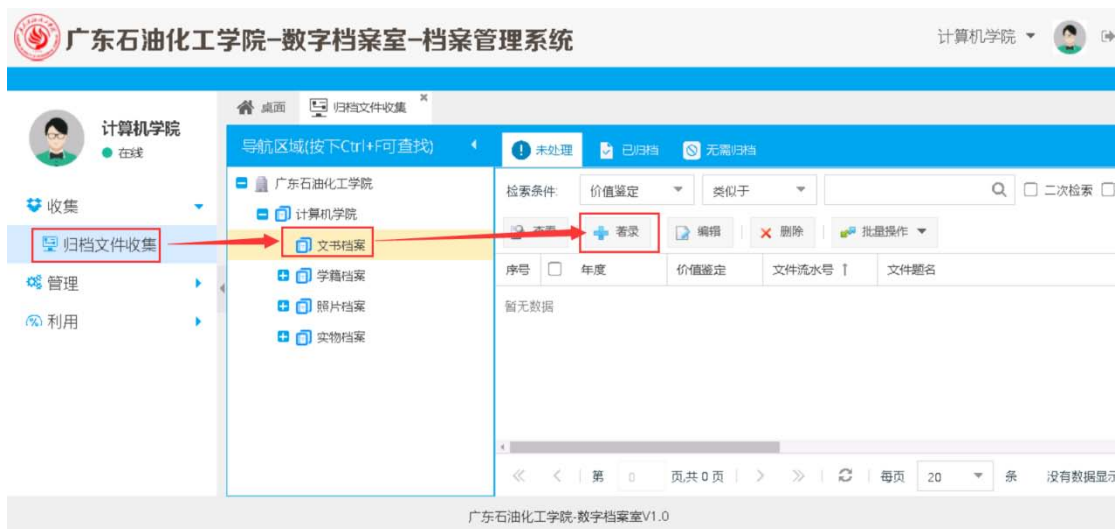 广东石油化工学院-数字档案室-档案管理系统
计算机学院
计算机学院
在线
收集
归档文件收集
管理
利用
桌面
归档文件收集
导航区域(按下Ctrl+F可查找)
广东石油化工学院
计算机学院
文书档案
学籍档案
照片档案
实物档案
未处理 已归档 无需归档
检索条件: 价值鉴定 类似于 二次检索
查看 著录 编辑 删除 批量操作
序号 年度 价值鉴定 文件流水号↑ 文件题名
暂无数据
第 0 页,共 0 页 每页 20 条 没有数据显示
广东石油化工学院-数字档案室V1.0